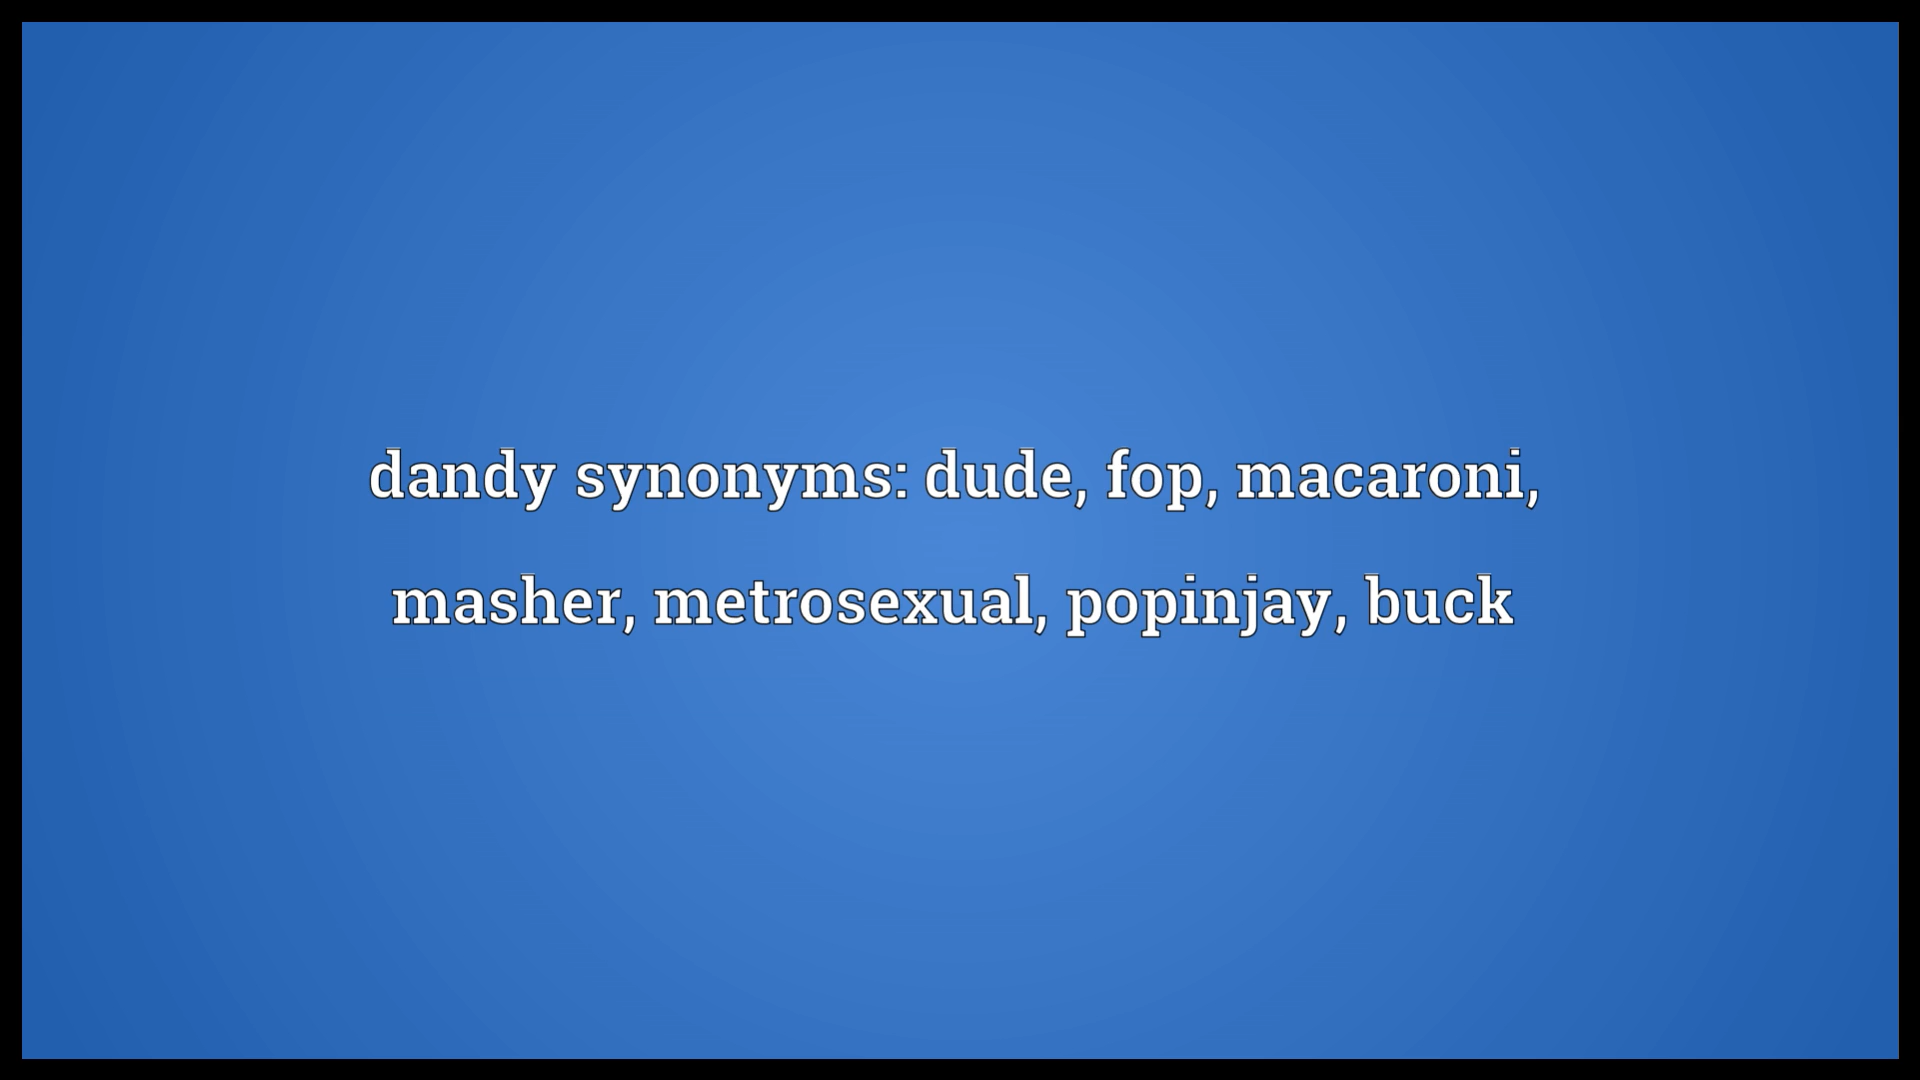 dandy synonyms: dude, fop, macaroni,
masher, metrosexual, popinjay, buck